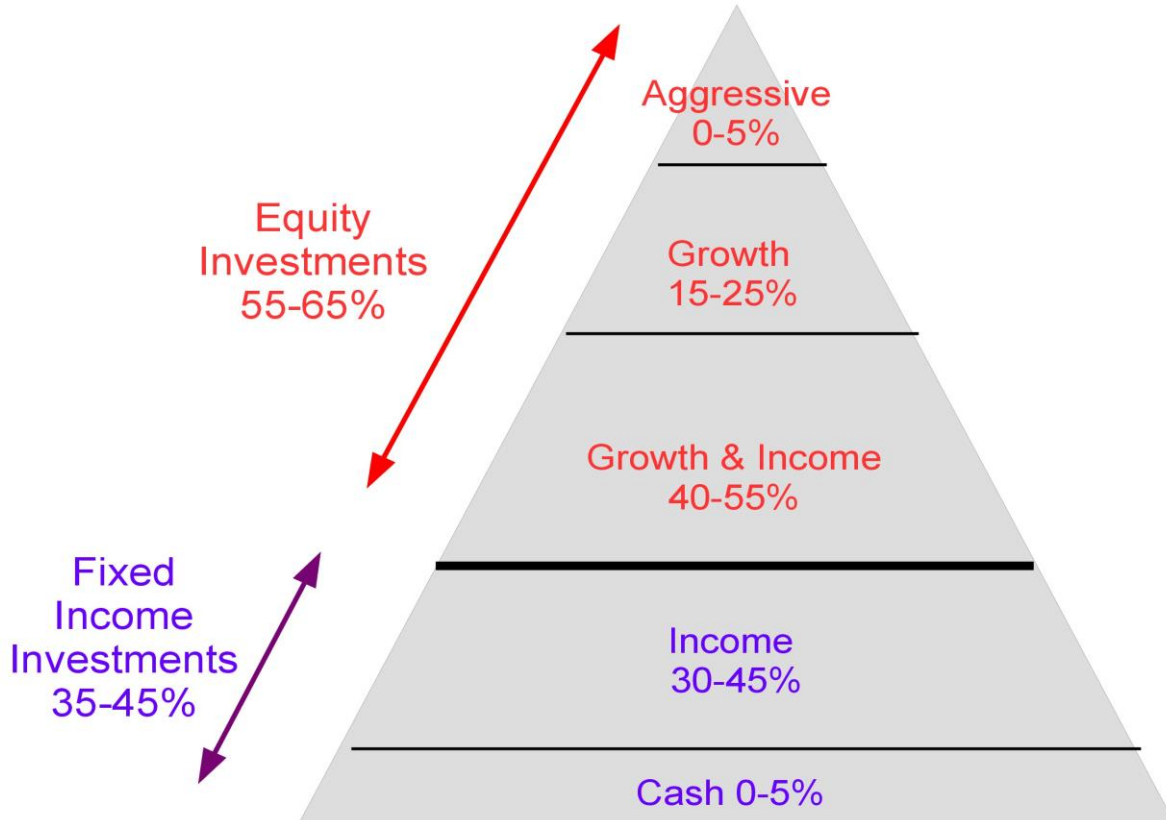 Aggressive
0-5%
Equity
Investments
55-65%
Growth
15-25%
Growth & Income
40-55%
Fixed
Income
Investments
35-45%
Income
30-45%
Cash 0-5%